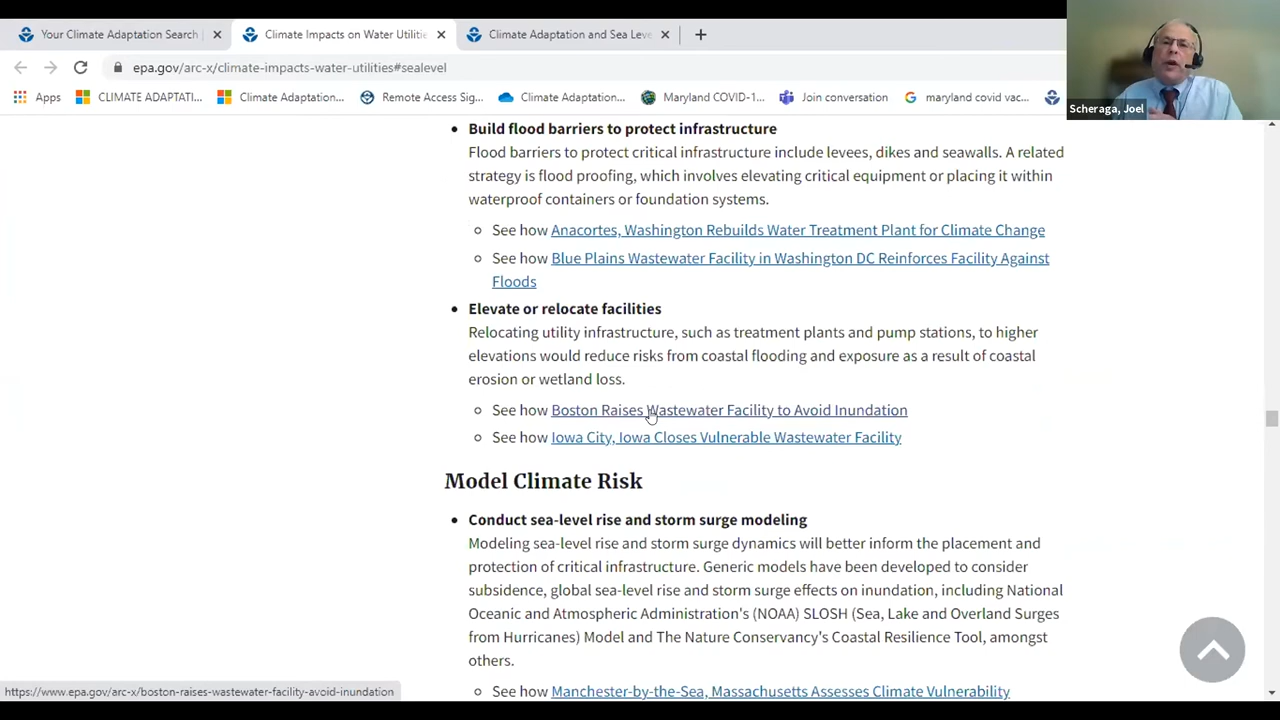 Your Climate Adaptation Search
Climate Impacts on Water Utilitie
Climate Adaptation and Sea Leve
epa.gov/arc-x/climate-impacts-water-utilities#sealevel
Apps
CLIMATE ADAPTATI...
Climate Adaptation...
Remote Access Sig...
Climate Adaptation...
Maryland COVID-1...
Join conversation
maryland covid vac...
Scheraga, Joel
• Build flood barriers to protect infrastructure
Flood barriers to protect critical infrastructure include levees, dikes and seawalls. A related
strategy is flood proofing, which involves elevating critical equipment or placing it within
waterproof containers or foundation systems.
See how Anacortes, Washington Rebuilds Water Treatment Plant for Climate Change
See how Blue Plains Wastewater Facility in Washington DC Reinforces Facility Against
Floods
• Elevate or relocate facilities
Relocating utility infrastructure, such as treatment plants and pump stations, to higher
elevations would reduce risks from coastal flooding and exposure as a result of coastal
erosion or wetland loss.
See how Boston Raises Wastewater Facility to Avoid Inundation
See how Iowa City, Iowa Closes Vulnerable Wastewater Facility
Model Climate Risk
• Conduct sea-level rise and storm surge modeling
Modeling sea-level rise and storm surge dynamics will better inform the placement and
protection of critical infrastructure. Generic models have been developed to consider
subsidence, global sea-level rise and storm surge effects on inundation, including National
Oceanic and Atmospheric Administration's (NOAA) SLOSH (Sea, Lake and Overland Surges
from Hurricanes) Model and The Nature Conservancy's Coastal Resilience Tool, amongst
others.
See how Manchester-by-the-Sea, Massachusetts Assesses Climate Vulnerability
https://www.epa.gov/arc-x/boston-raises-wastewater-facility-avoid-inundation